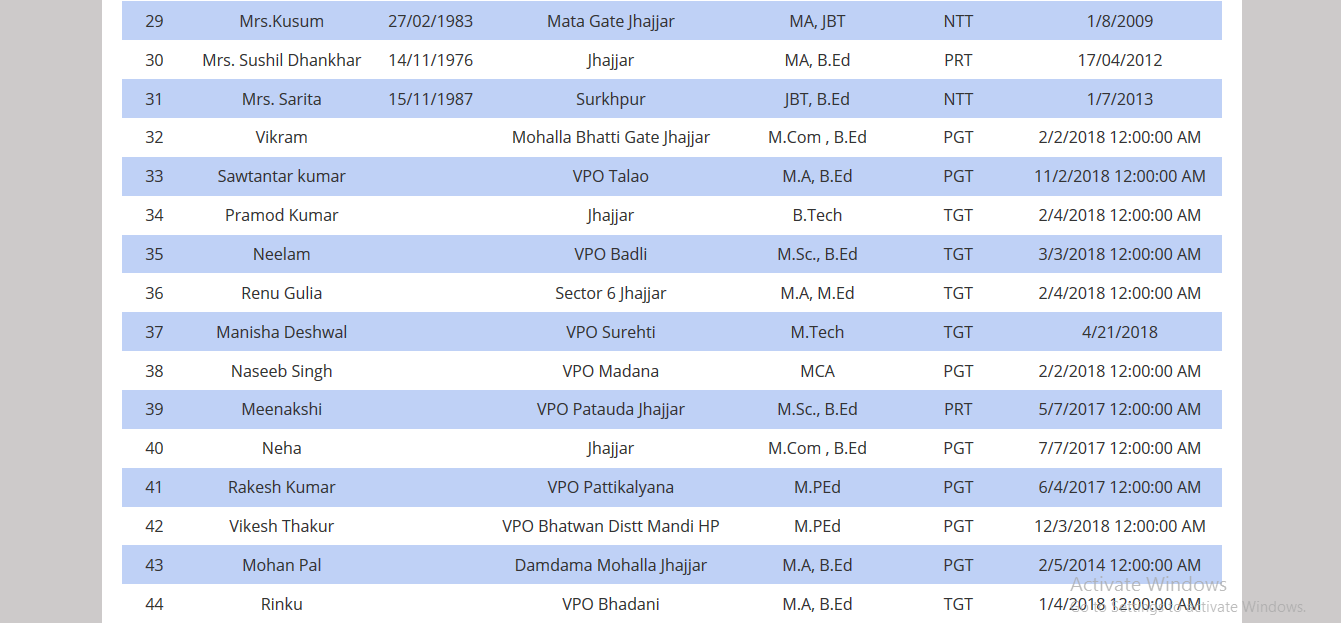 29 Mrs.Kusum 27/02/1983 Mata Gate Jhajjar MA, JBT NTT 1/8/2009
30 Mrs. Sushil Dhankhar 14/11/1976 Jhajjar MA, B.Ed PRT 17/04/2012
31 Mrs. Sarita 15/11/1987 Surkhpur JBT, B.Ed NTT 1/7/2013
32 Vikram Mohalla Bhatti Gate Jhajjar M.Com , B.Ed PGT 2/2/2018 12:00:00 AM
33 Sawtantar kumar VPO Talao M.A, B.Ed PGT 11/2/2018 12:00:00 AM
34 Pramod Kumar Jhajjar B.Tech TGT 2/4/2018 12:00:00 AM
35 Neelam VPO Badli M.Sc., B.Ed TGT 3/3/2018 12:00:00 AM
36 Renu Gulia Sector 6 Jhajjar M.A, M.Ed TGT 2/4/2018 12:00:00 AM
37 Manisha Deshwal VPO Surehti M.Tech TGT 4/21/2018
38 Naseeb Singh VPO Madana MCA PGT 2/2/2018 12:00:00 AM
39 Meenakshi VPO Patauda Jhajjar M.Sc., B.Ed PRT 5/7/2017 12:00:00 AM
40 Neha Jhajjar M.Com , B.Ed PGT 7/7/2017 12:00:00 AM
41 Rakesh Kumar VPO Pattikalyana M.PEd PGT 6/4/2017 12:00:00 AM
42 Vikesh Thakur VPO Bhatwan Distt Mandi HP M.PEd PGT 12/3/2018 12:00:00 AM
43 Mohan Pal Damdama Mohalla Jhajjar M.A, B.Ed PGT 2/5/2014 12:00:00 AM
Activate Windows
44 Rinku VPO Bhadani M.A, B.Ed TGT 1/4/2018 12:00:00 AM
Go to Settings to activate Windows.